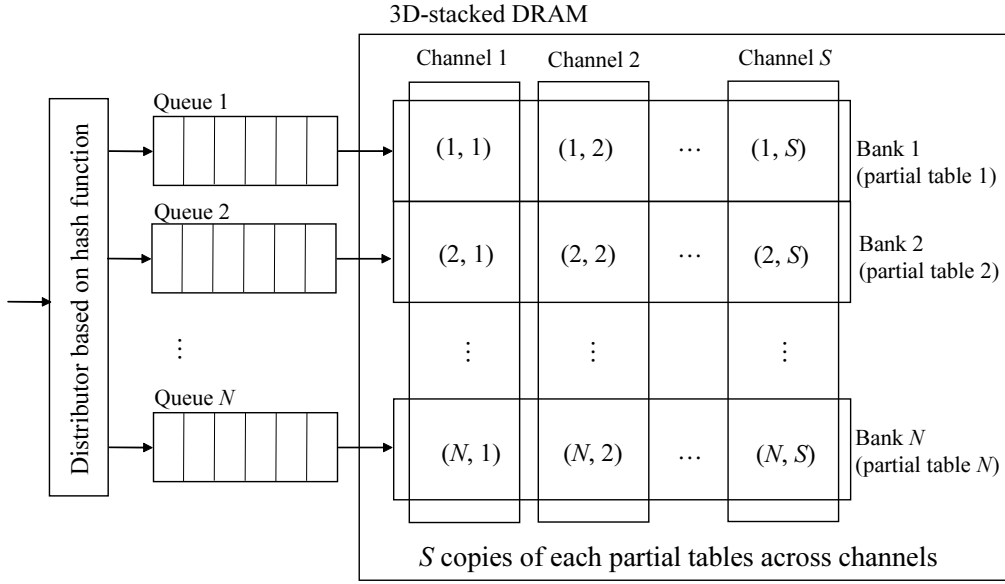 3D-stacked DRAM
Channel 1
Channel 2
Channel S
Distributor based on hash function
Queue 1
(1, 1)
(1, 2)
...
(1, S)
Bank 1
(partial table 1)
Queue 2
(2, 1)
(2, 2)
...
(2, S)
Bank 2
(partial table 2)
⋮
⋮
⋮
⋮
Queue N
(N, 1)
(N, 2)
...
(N, S)
Bank N
(partial table N)
S copies of each partial tables across channels